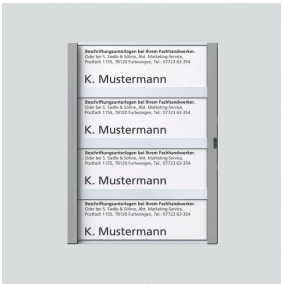 Beschriftungsunterlagen bei Ihrem Fachhandwerker.
Oder bei S. Siedle & Söhne, Abt. Marketing-Service,
Postfach 1155, 78120 Furtwangen, Tel.: 07723 63-354
K. Mustermann
Beschriftungsunterlagen bei Ihrem Fachhandwerker.
Oder bei S. Siedle & Söhne, Abt. Marketing-Service,
Postfach 1155, 78120 Furtwangen, Tel.: 07723 63-354
K. Mustermann
Beschriftungsunterlagen bei Ihrem Fachhandwerker.
Oder bei S. Siedle & Söhne, Abt. Marketing-Service,
Postfach 1155, 78120 Furtwangen, Tel.: 07723 63-354
K. Mustermann
Beschriftungsunterlagen bei Ihrem Fachhandwerker.
Oder bei S. Siedle & Söhne, Abt. Marketing-Service,
Postfach 1155, 78120 Furtwangen, Tel.: 07723 63-354
K. Mustermann